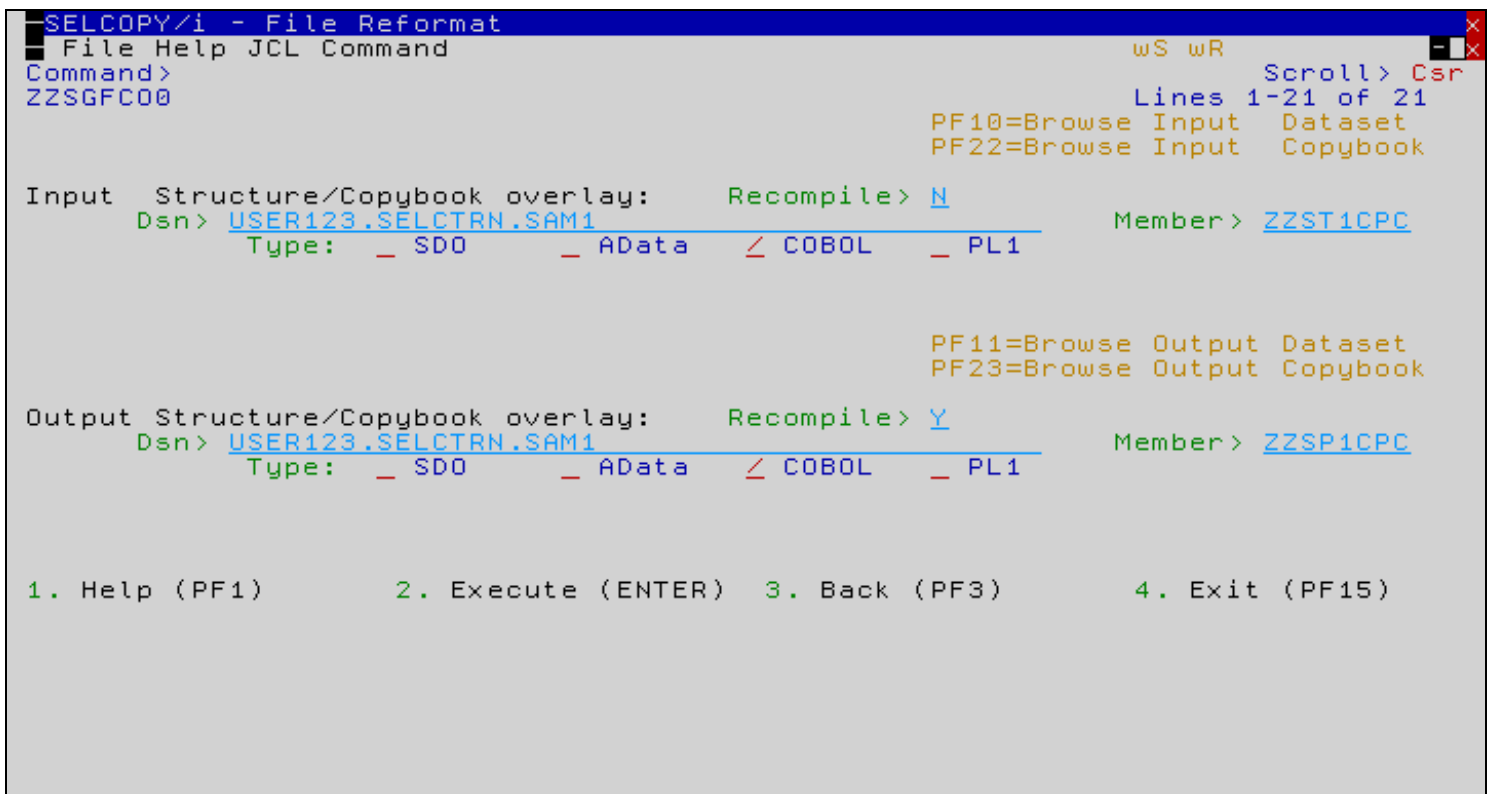 SELCOPY/i - File Reformat ×
File Help JCL Command wS wR - ×
Command> Scroll> Csr
ZZSGFCO0 Lines 1-21 of 21
PF10=Browse Input Dataset
PF22=Browse Input Copybook
Input Structure/Copybook overlay: Recompile> N
Dsn> USER123.SELCTRN.SAM1 Member> ZZST1CPC
Type: _ SDO _ AData / COBOL _ PL1
PF11=Browse Output Dataset
PF23=Browse Output Copybook
Output Structure/Copybook overlay: Recompile> Y
Dsn> USER123.SELCTRN.SAM1 Member> ZZSP1CPC
Type: _ SDO _ AData / COBOL _ PL1
1. Help (PF1) 2. Execute (ENTER) 3. Back (PF3) 4. Exit (PF15)